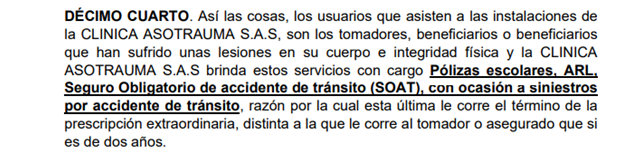 DÉCIMO CUARTO. Así las cosas, los usuarios que asisten a las instalaciones de
la CLINICA ASOTRAUMA S.A.S, son los tomadores, beneficiarios o beneficiarios
que han sufrido unas lesiones en su cuerpo e integridad física y la CLINICA
ASOTRAUMA S.A.S brinda estos servicios con cargo Pólizas escolares, ARL,
Seguro Obligatorio de accidente de tránsito (SOAT), con ocasión a siniestros
por accidente de tránsito, razón por la cual esta última le corre el término de la
prescripción extraordinaria, distinta a la que le corre al tomador o asegurado que si
es de dos años.